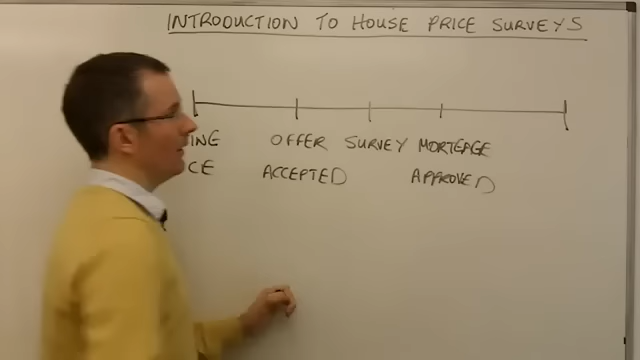 INTRODUCTION TO HOUSE PRICE SURVEYS
OFFER SURVEY MORTGAGE
ACCEPTED APPROVED